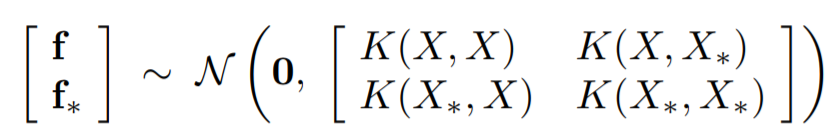 [ f ; f∗ ] ∼ 𝒩 ( 0, [ K(X, X)  K(X, X∗) ; K(X∗, X)  K(X∗, X∗) ] )